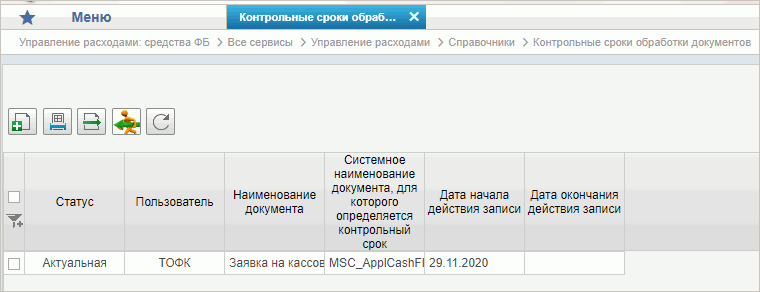 Меню
Контрольные сроки обраб...
Управление расходами: средства ФБ > Все сервисы > Управление расходами > Справочники > Контрольные сроки обработки документов
Статус
Пользователь
Наименование
документа
Системное
наименование
документа, для
которого
определяется
контрольный
срок
Дата начала
действия записи
Дата окончания
действия записи
Актуальная
ТОФК
Заявка на кассов
MSC_ApplCashFl
29.11.2020